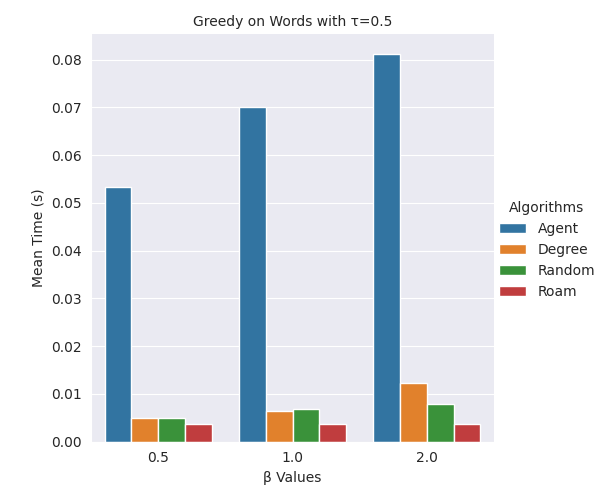 Greedy on Words with τ=0.5
Mean Time (s)
0.08
0.07
0.06
0.05
0.04
0.03
0.02
0.01
0.00
0.5
1.0
2.0
β Values
Algorithms
Agent
Degree
Random
Roam